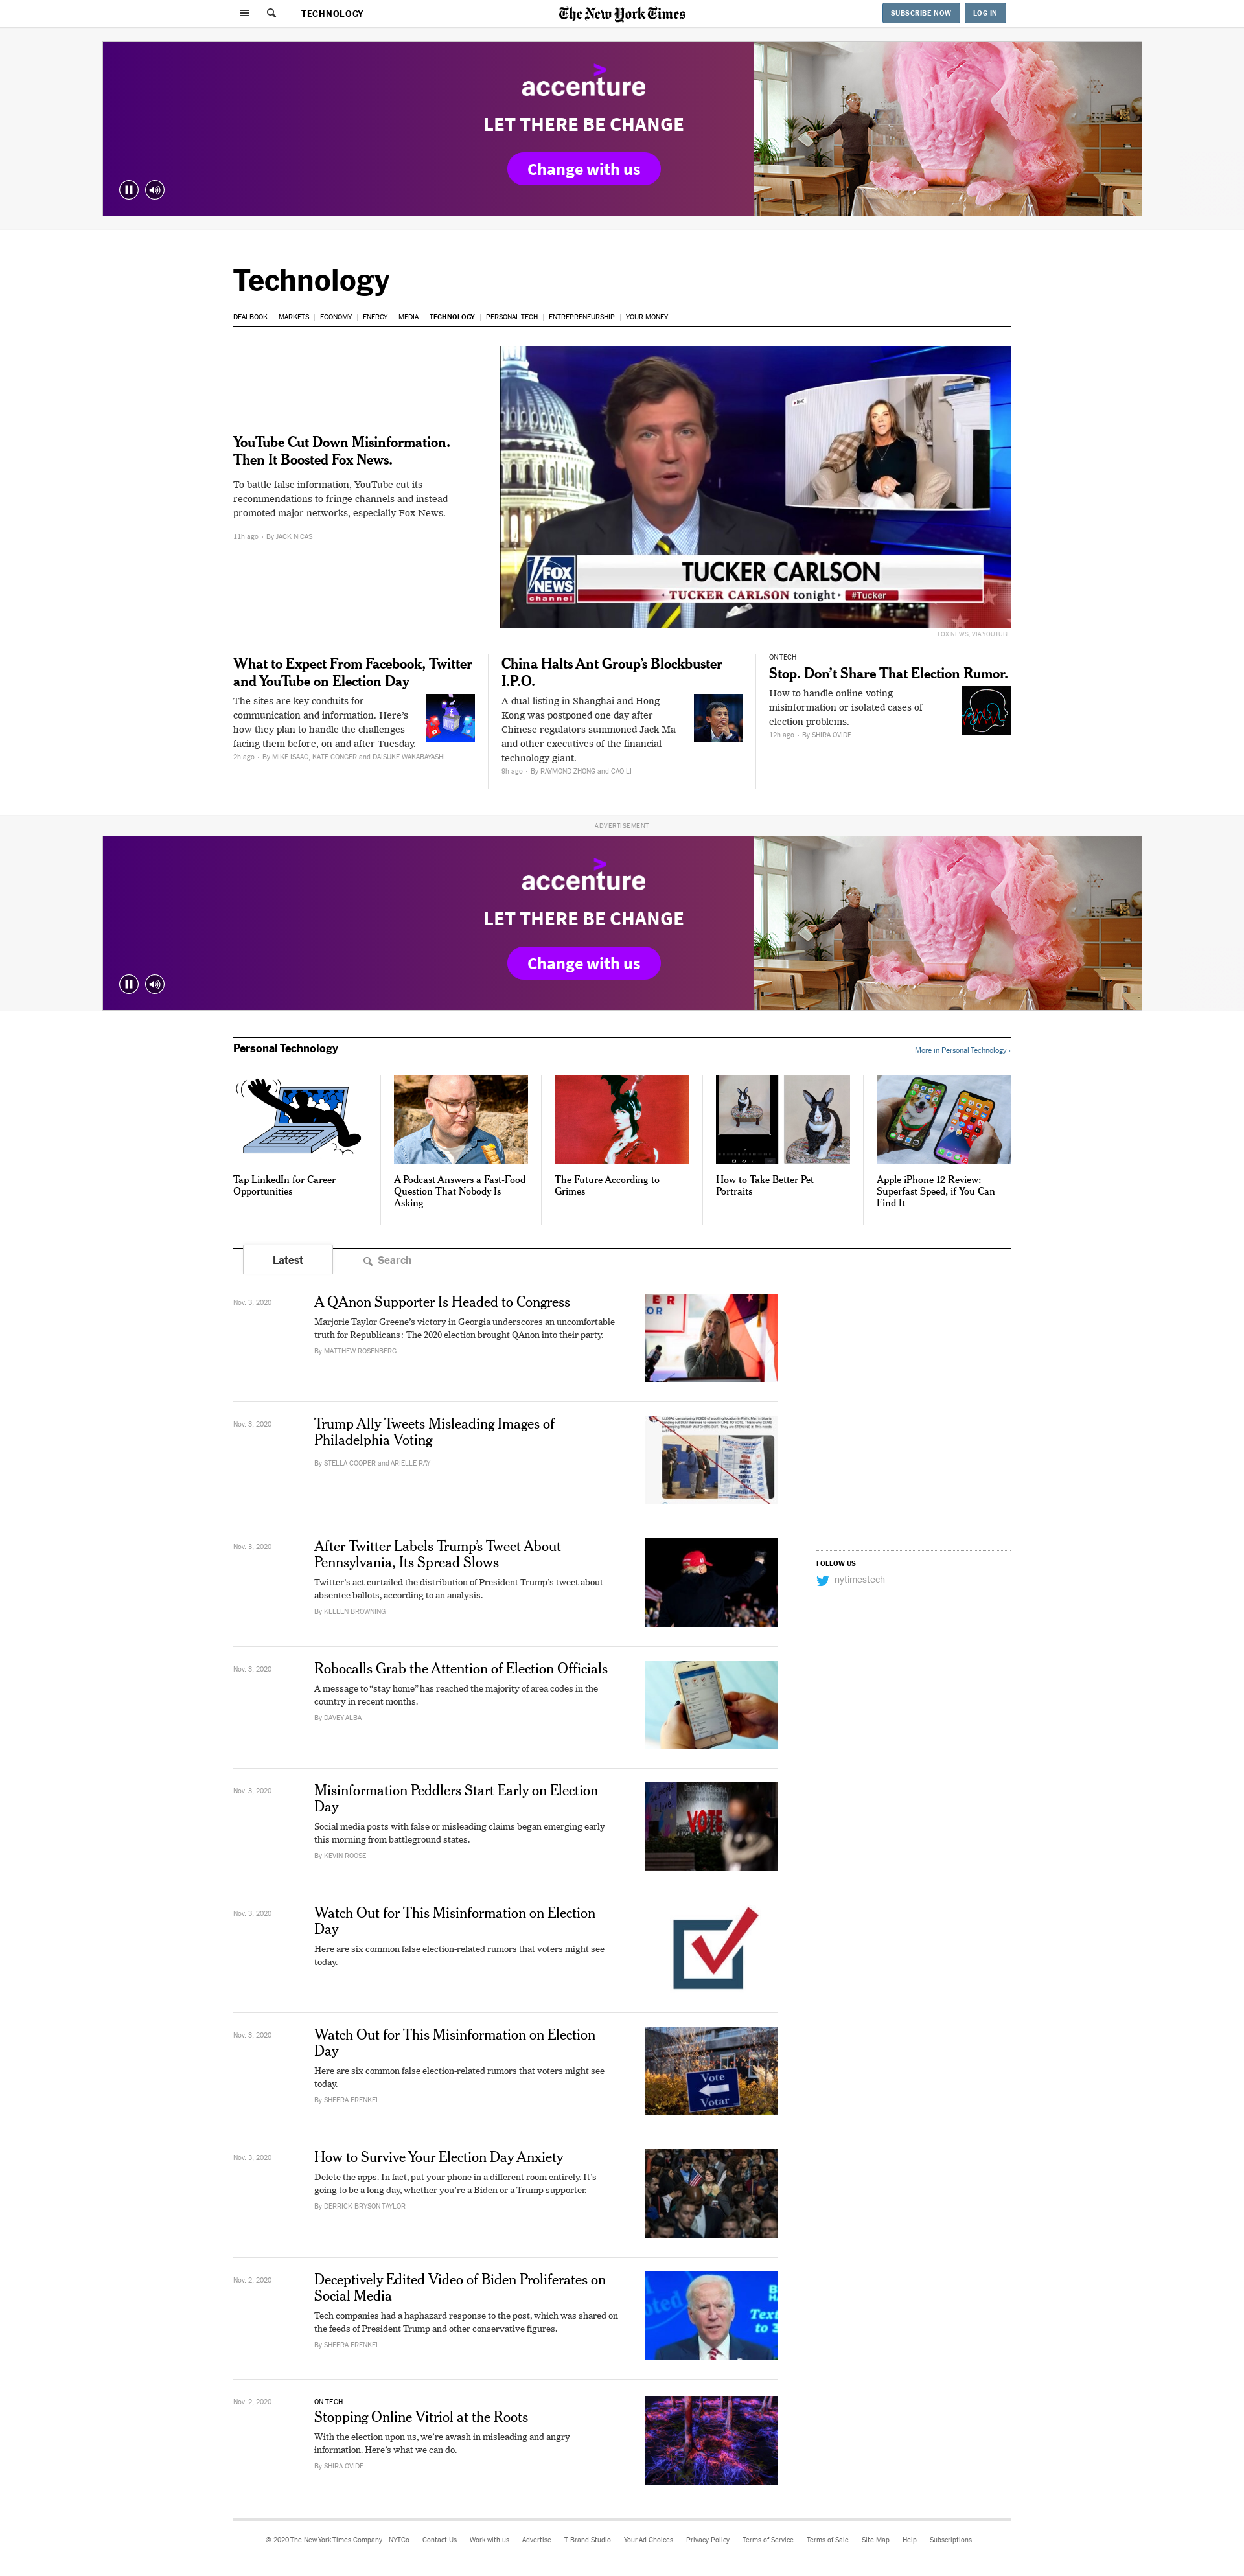 TECHNOLOGY
The New York Times
SUBSCRIBE NOW
LOG IN
accenture
LET THERE BE CHANGE
Change with us
Technology
DEALBOOK | MARKETS | ECONOMY | ENERGY | MEDIA | TECHNOLOGY | PERSONAL TECH | ENTREPRENEURSHIP | YOUR MONEY
YouTube Cut Down Misinformation.
Then It Boosted Fox News.
To battle false information, YouTube cut its
recommendations to fringe channels and instead
promoted major networks, especially Fox News.
11h ago • By JACK NICAS
FOX
NEWS
channel
TUCKER CARLSON
TUCKER CARLSON tonight
#Tucker
FOX NEWS, VIA YOUTUBE
What to Expect From Facebook, Twitter
and YouTube on Election Day
The sites are key conduits for
communication and information. Here’s
how they plan to handle the challenges
facing them before, on and after Tuesday.
2h ago • By MIKE ISAAC, KATE CONGER and DAISUKE WAKABAYASHI
China Halts Ant Group’s Blockbuster
I.P.O.
A dual listing in Shanghai and Hong
Kong was postponed one day after
Chinese regulators summoned Jack Ma
and other executives of the financial
technology giant.
9h ago • By RAYMOND ZHONG and CAO LI
ON TECH
Stop. Don’t Share That Election Rumor.
How to handle online voting
misinformation or isolated cases of
election problems.
12h ago • By SHIRA OVIDE
ADVERTISEMENT
accenture
LET THERE BE CHANGE
Change with us
Personal Technology
More in Personal Technology ›
Tap LinkedIn for Career
Opportunities
A Podcast Answers a Fast-Food
Question That Nobody Is
Asking
The Future According to
Grimes
How to Take Better Pet
Portraits
Apple iPhone 12 Review:
Superfast Speed, if You Can
Find It
Latest
Search
Nov. 3, 2020
A QAnon Supporter Is Headed to Congress
Marjorie Taylor Greene’s victory in Georgia underscores an uncomfortable
truth for Republicans: The 2020 election brought QAnon into their party.
By MATTHEW ROSENBERG
Nov. 3, 2020
Trump Ally Tweets Misleading Images of
Philadelphia Voting
By STELLA COOPER and ARIELLE RAY
Nov. 3, 2020
After Twitter Labels Trump’s Tweet About
Pennsylvania, Its Spread Slows
Twitter’s act curtailed the distribution of President Trump’s tweet about
absentee ballots, according to an analysis.
By KELLEN BROWNING
FOLLOW US
nytimestech
Nov. 3, 2020
Robocalls Grab the Attention of Election Officials
A message to “stay home” has reached the majority of area codes in the
country in recent months.
By DAVEY ALBA
Nov. 3, 2020
Misinformation Peddlers Start Early on Election
Day
Social media posts with false or misleading claims began emerging early
this morning from battleground states.
By KEVIN ROOSE
VOTE
Nov. 3, 2020
Watch Out for This Misinformation on Election
Day
Here are six common false election-related rumors that voters might see
today.
Nov. 3, 2020
Watch Out for This Misinformation on Election
Day
Here are six common false election-related rumors that voters might see
today.
By SHEERA FRENKEL
Vote
Votar
Nov. 3, 2020
How to Survive Your Election Day Anxiety
Delete the apps. In fact, put your phone in a different room entirely. It’s
going to be a long day, whether you’re a Biden or a Trump supporter.
By DERRICK BRYSON TAYLOR
Nov. 2, 2020
Deceptively Edited Video of Biden Proliferates on
Social Media
Tech companies had a haphazard response to the post, which was shared on
the feeds of President Trump and other conservative figures.
By SHEERA FRENKEL
Text
to 3
Nov. 2, 2020
ON TECH
Stopping Online Vitriol at the Roots
With the election upon us, we’re awash in misleading and angry
information. Here’s what we can do.
By SHIRA OVIDE
© 2020 The New York Times Company NYTCo Contact Us Work with us Advertise T Brand Studio Your Ad Choices Privacy Policy Terms of Service Terms of Sale Site Map Help Subscriptions